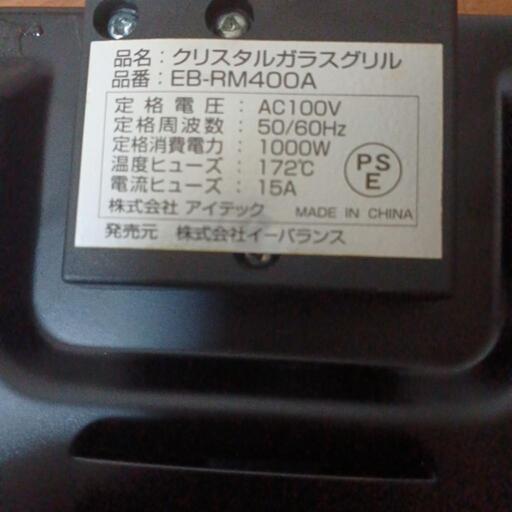 品名：クリスタルガラスグリル
品番：EB-RM400A
定格電圧：AC100V
定格周波数：50/60Hz
定格消費電力：1000W
温度ヒューズ：172℃
電流ヒューズ：15A
PS
E
株式会社 アイテック MADE IN CHINA
発売元 株式会社イーバランス